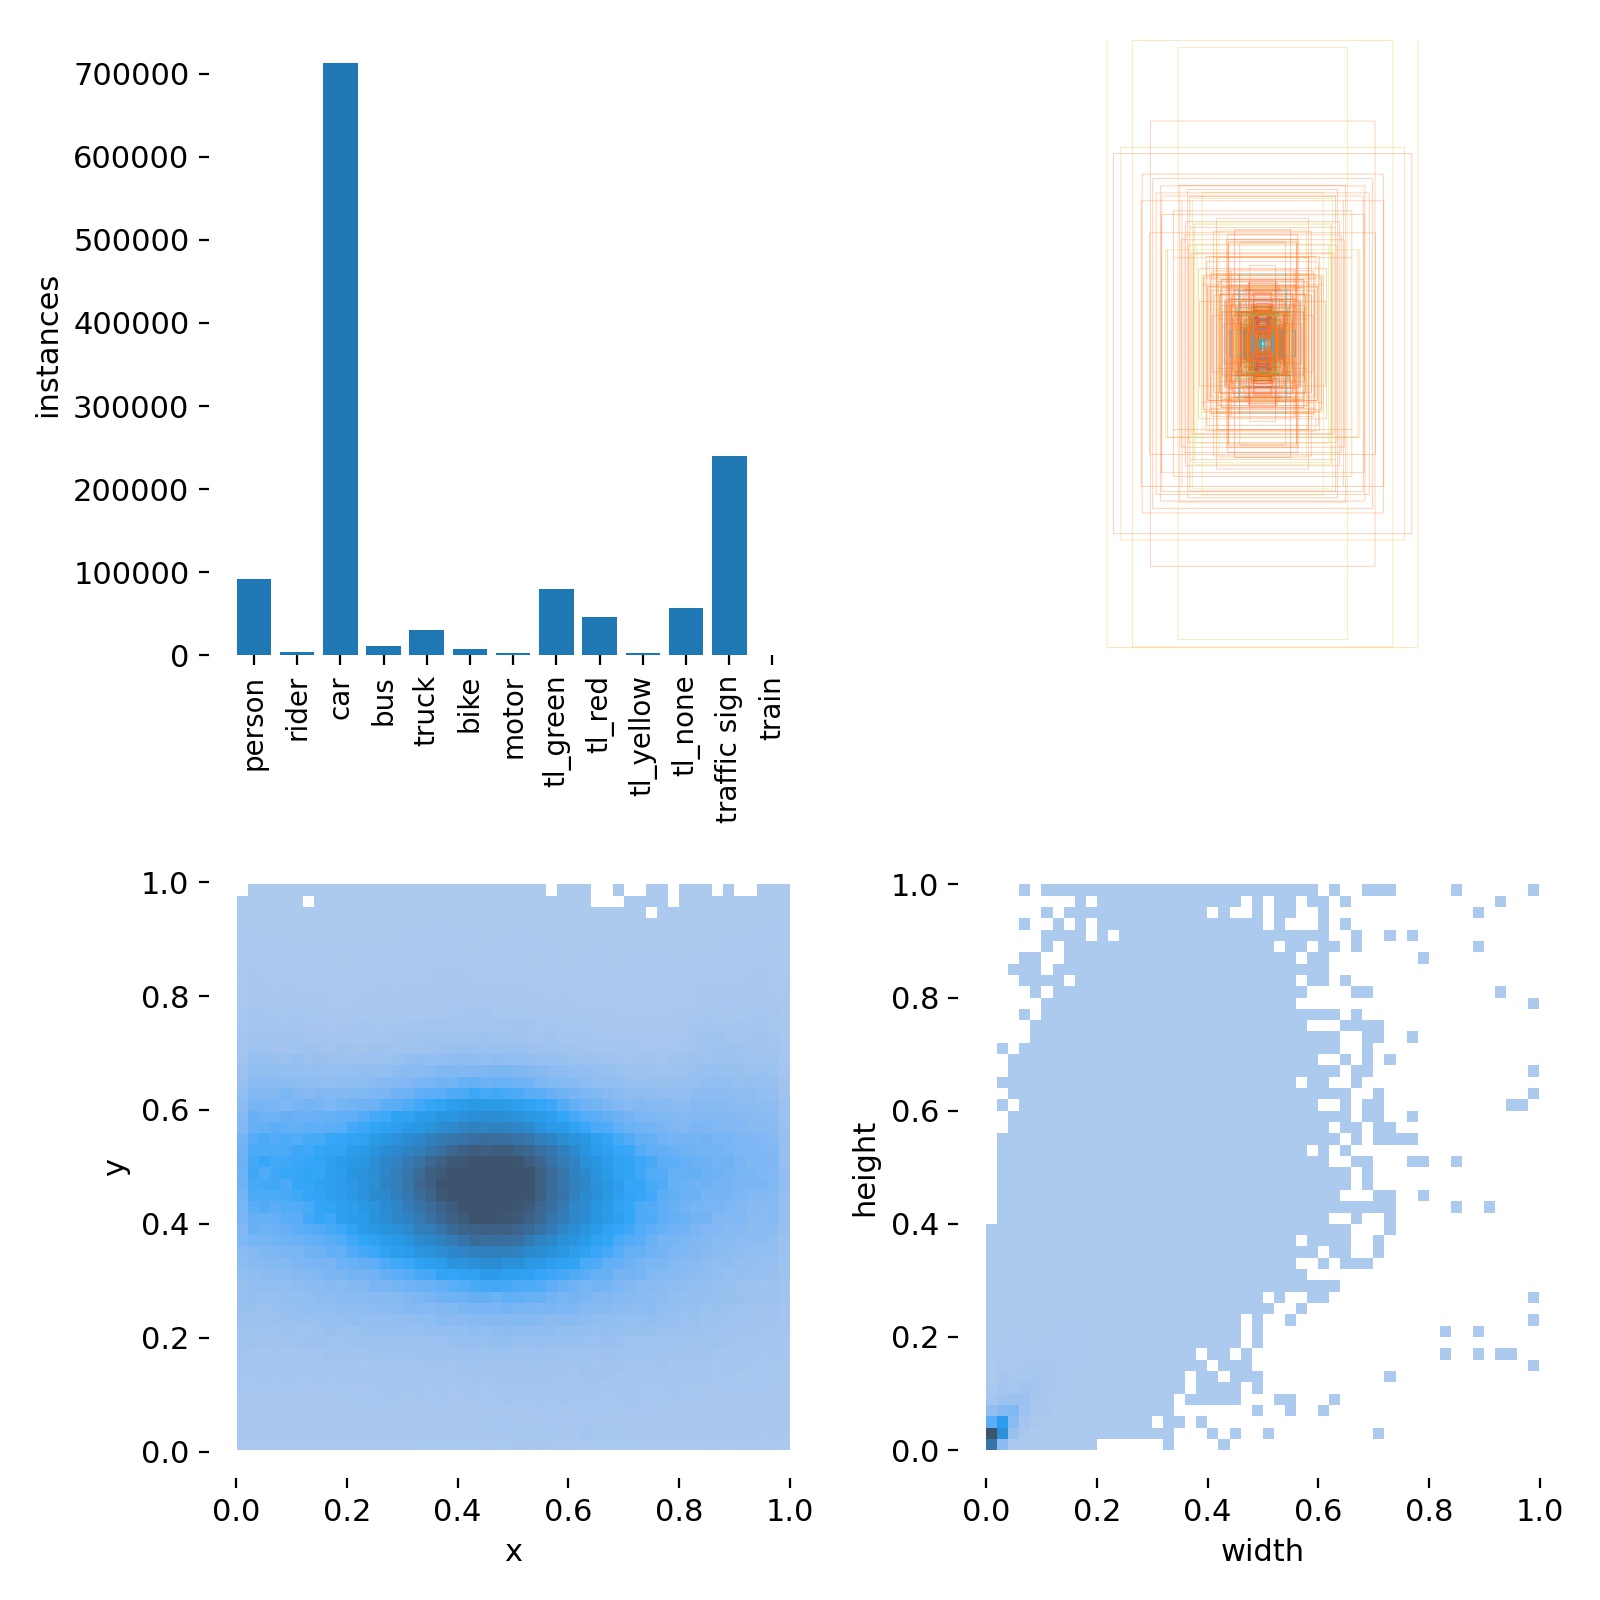 700000
600000
500000
400000
300000
200000
100000
0
instances
person
rider
car
bus
truck
bike
motor
tl_green
tl_red
tl_yellow
tl_none
traffic sign
train
1.0
0.8
0.6
0.4
0.2
0.0
y
0.0 0.2 0.4 0.6 0.8 1.0
x
1.0
0.8
0.6
0.4
0.2
0.0
height
0.0 0.2 0.4 0.6 0.8 1.0
width